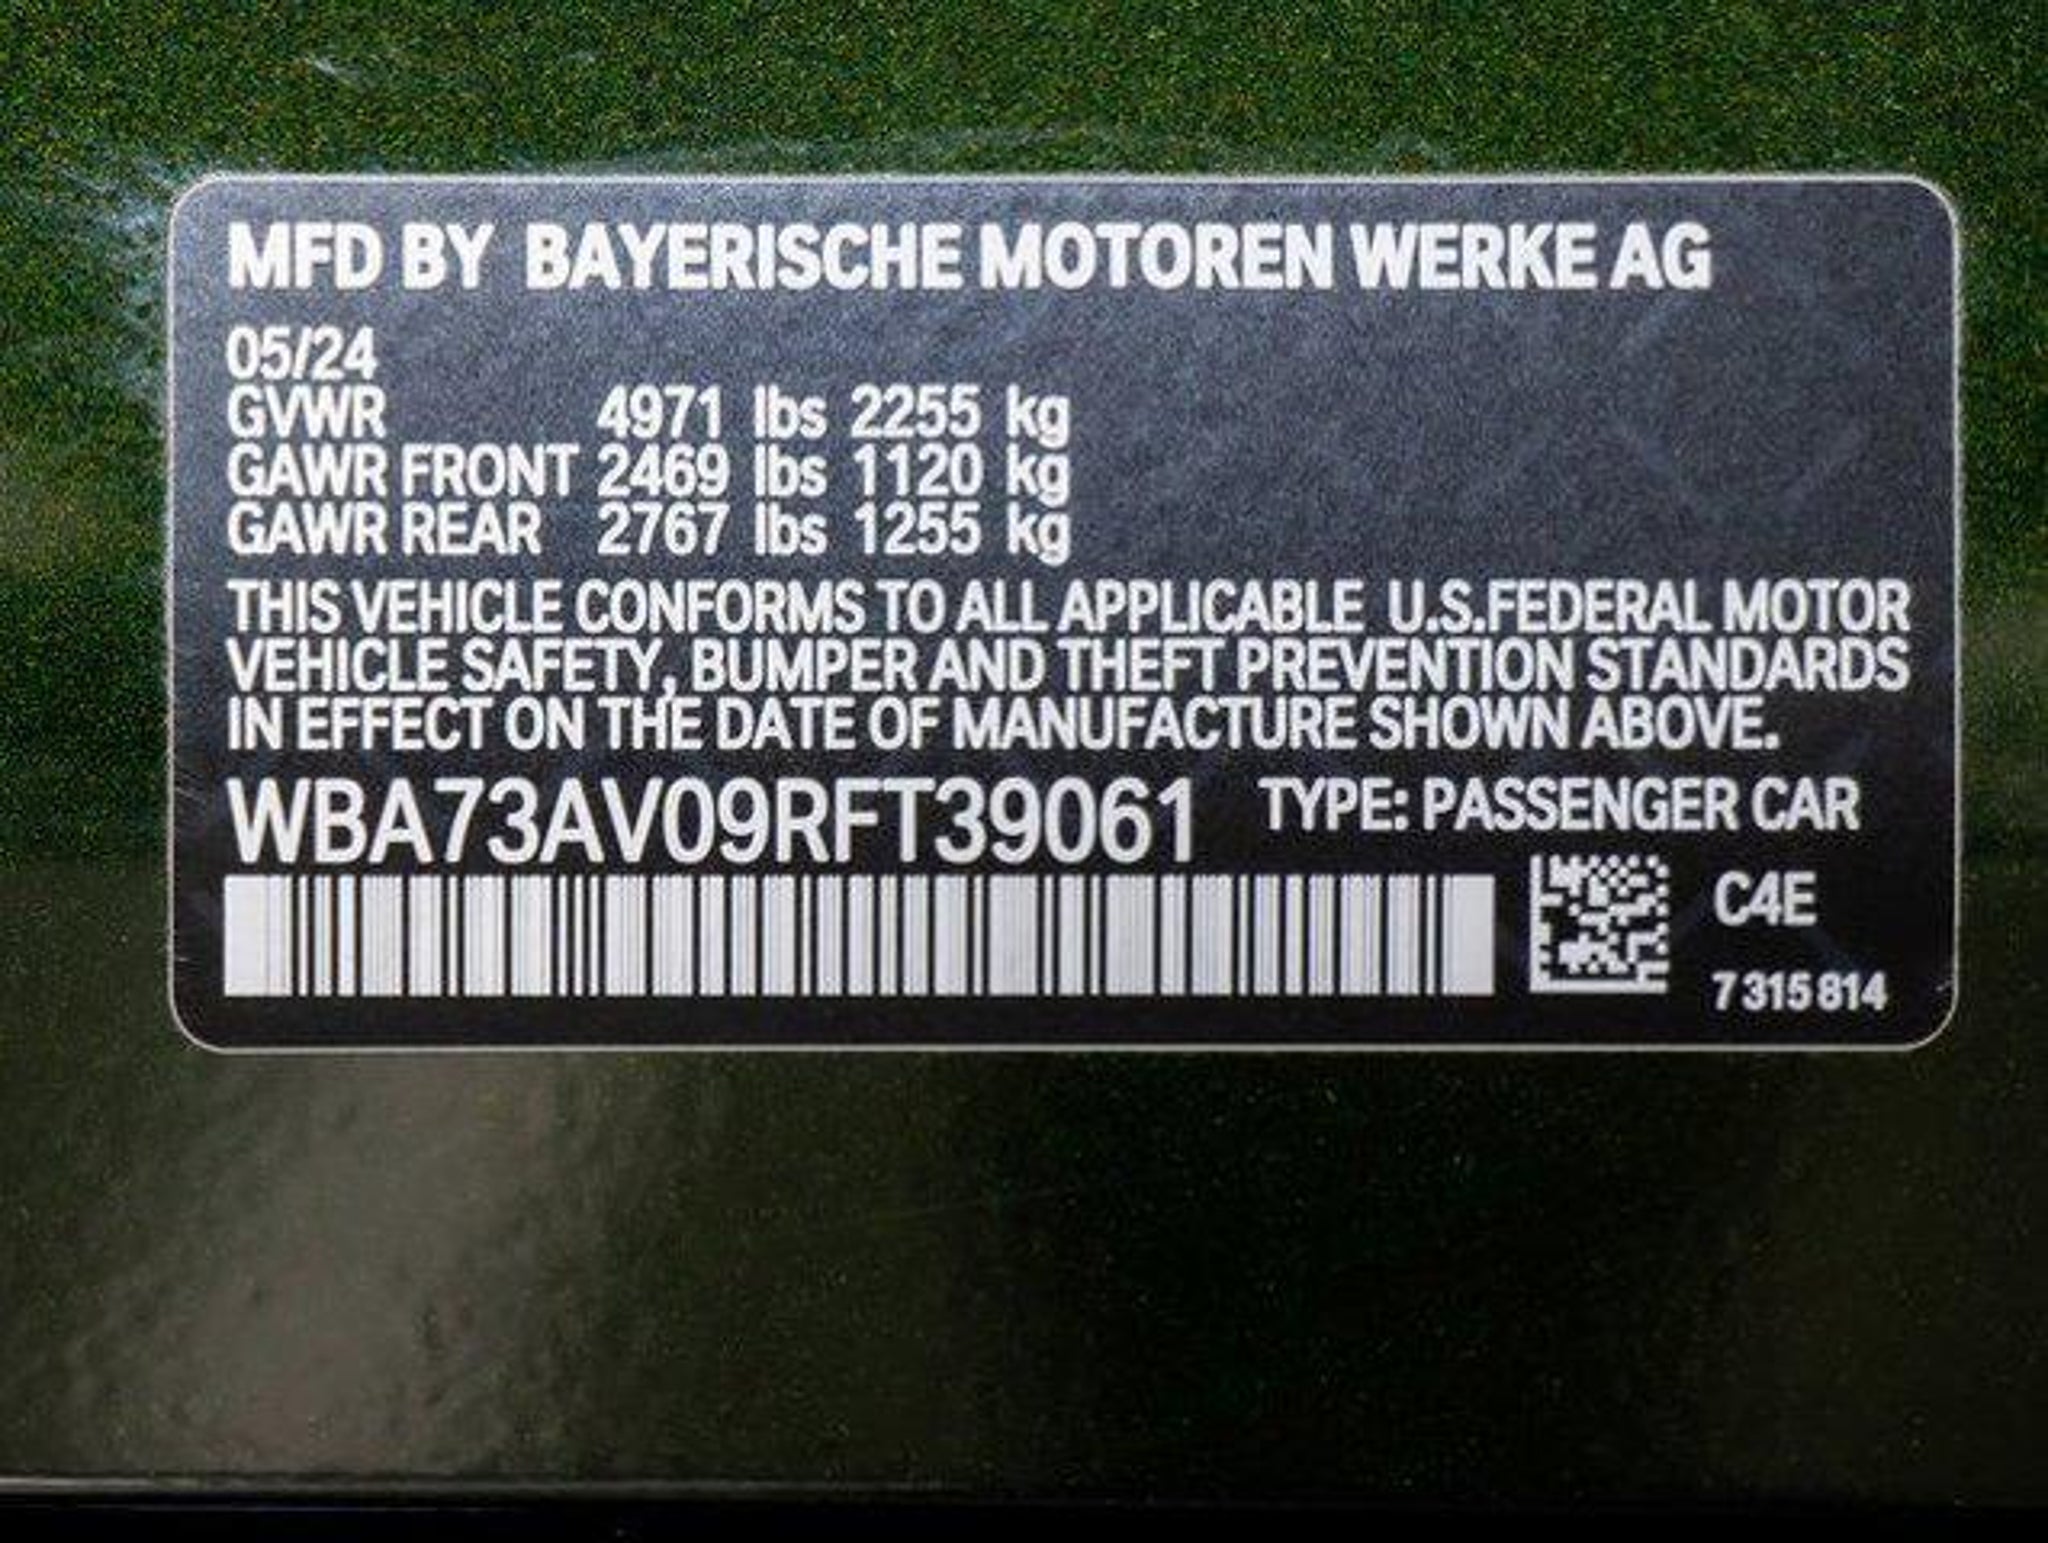 MFD BY BAYERISCHE MOTOREN WERKE AG
05/24
GVWR 4971 lbs 2255 kg
GAWR FRONT 2469 lbs 1120 kg
GAWR REAR 2767 lbs 1255 kg
THIS VEHICLE CONFORMS TO ALL APPLICABLE U.S.FEDERAL MOTOR
VEHICLE SAFETY, BUMPER AND THEFT PREVENTION STANDARDS
IN EFFECT ON THE DATE OF MANUFACTURE SHOWN ABOVE.
WBA73AV09RFT39061 TYPE: PASSENGER CAR
C4E
7 315 814